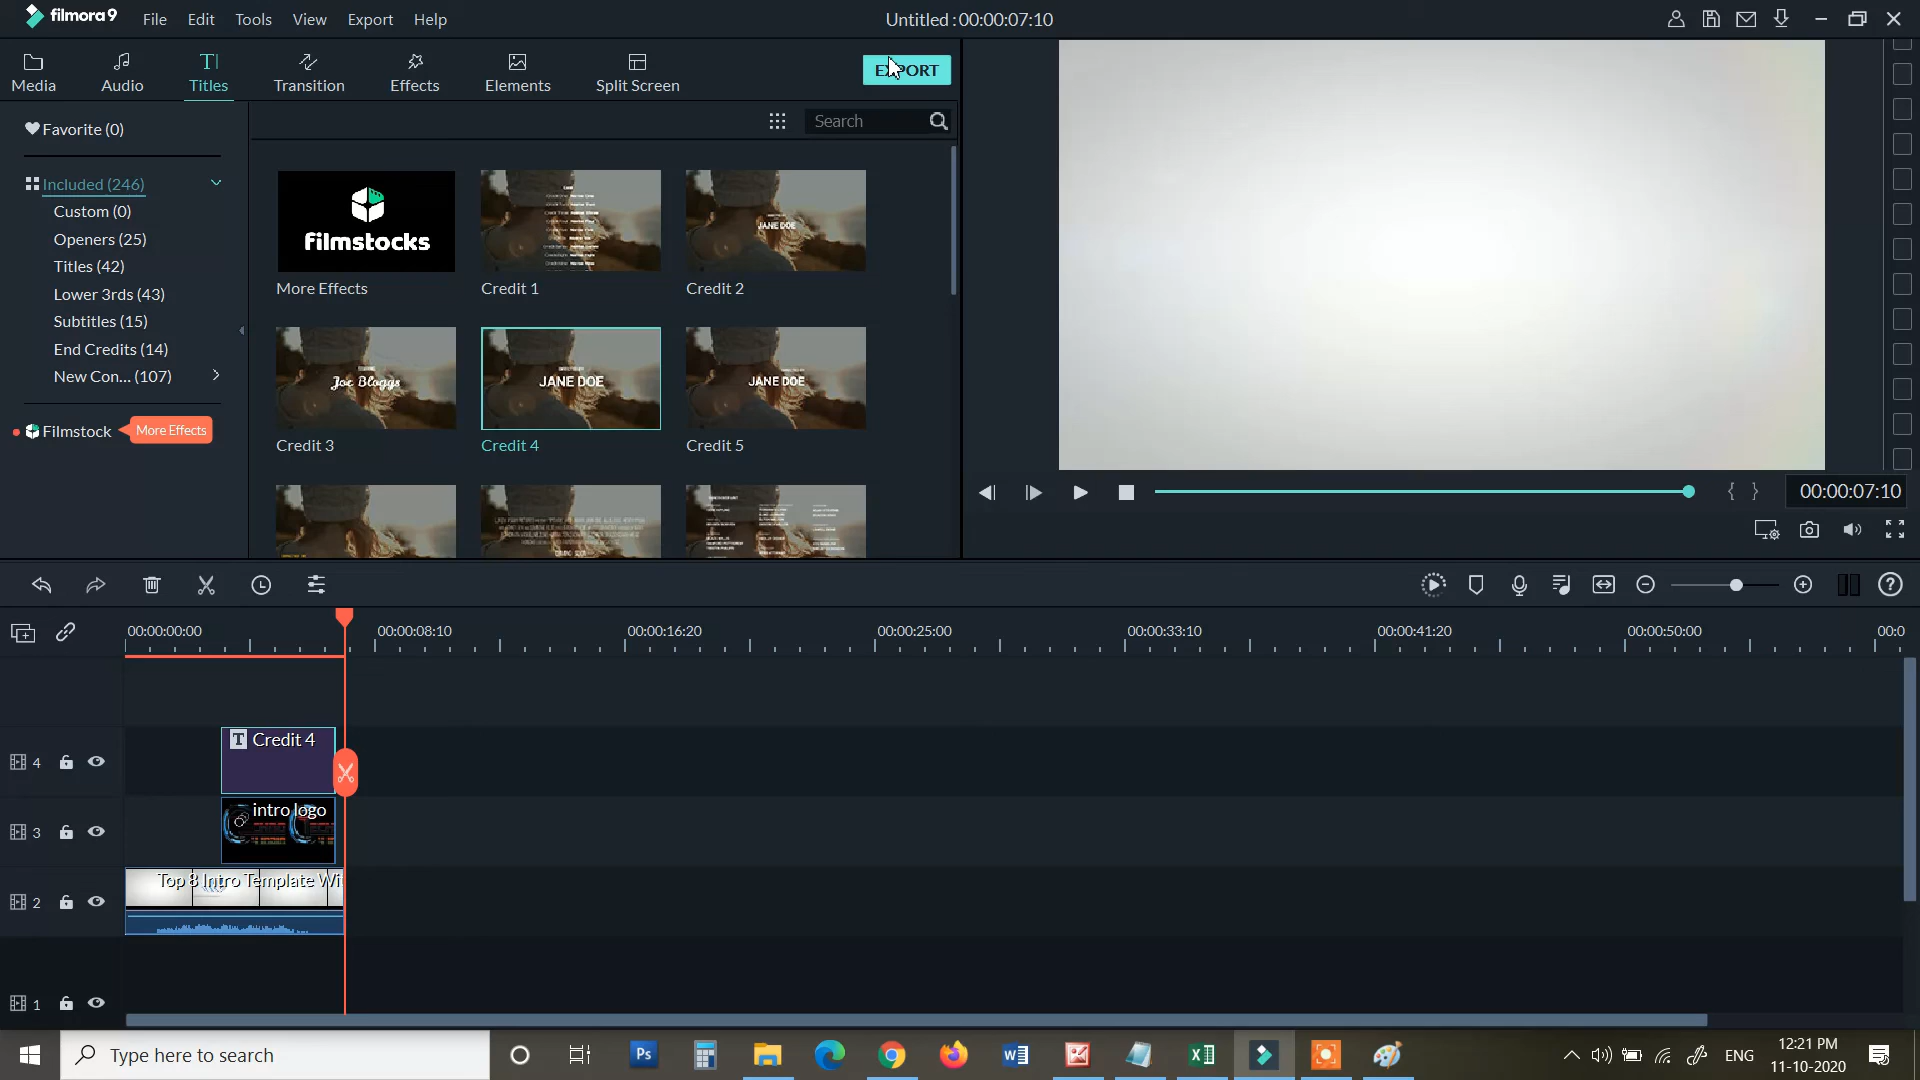 filmora9
File Edit Tools View Export Help
Untitled : 00:00:07:10
Media Audio Titles Transition Effects Elements Split Screen
EXPORT
Favorite (0)
Search
Included (246)
Custom (0)
Openers (25)
Titles (42)
Lower 3rds (43)
Subtitles (15)
End Credits (14)
New Con... (107)
Filmstock
More Effects
filmstocks
JANE DOE
More Effects Credit 1 Credit 2
Joe Bloggs
JANE DOE
JANE DOE
Credit 3 Credit 4 Credit 5
00:00:07:10
00:00:00:00 00:00:08:10 00:00:16:20 00:00:25:00 00:00:33:10 00:00:41:20 00:00:50:00 00:0
4
T Credit 4
3
intro logo
2
Top 8 Intro Template Wi
1
Type here to search
Ps
ENG
12:21 PM
11-10-2020